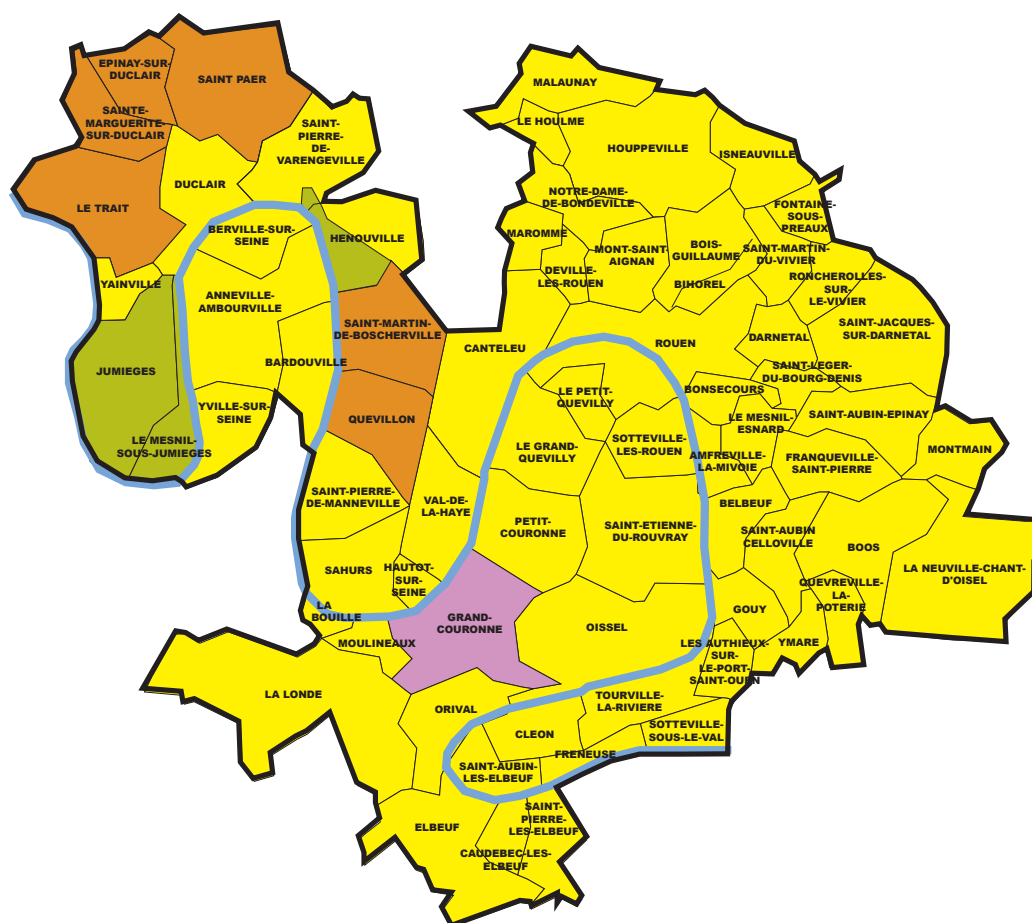 EPINAY-SUR-
DUCLAIR
SAINT PAER
SAINTE-
MARGUERITE-
SUR-DUCLAIR
SAINT-
PIERRE-
DE-
VARENGEVILLE
DUCLAIR
LE TRAIT
BERVILLE-SUR-
SEINE
HENOUVILLE
YAINVILLE
ANNEVILLE-
AMBOURVILLE
SAINT-MARTIN-
DE-BOSCHERVILLE
BARDOUVILLE
JUMIEGES
YVILLE-SUR-
SEINE
QUEVILLON
LE MESNIL-
SOUS-JUMIEGES
MALAUNAY
LE HOULME
HOUPPEVILLE
ISNEAUVILLE
NOTRE-DAME-
DE-BONDEVILLE
FONTAINE-
SOUS-
PREAUX
MAROMME
MONT-SAINT-
AIGNAN
BOIS-
GUILLAUME
SAINT-MARTIN-
DU-VIVIER
DEVILLE-
LES-ROUEN
BIHOREL
RONCHEROLLES-
SUR-
LE-VIVIER
CANTELEU
ROUEN
DARNETAL
SAINT-JACQUES-
SUR-DARNETAL
SAINT-LEGER-
DU-BOURG-DENIS
LE PETIT-
QUEVILLY
BONSECOURS
LE MESNIL-
ESNARD
SAINT-AUBIN-EPINAY
LE GRAND-
QUEVILLY
SOTTEVILLE-
LES-ROUEN
AMFREVILLE-
LA-MIVOIE
FRANQUEVILLE-
SAINT-PIERRE
MONTMAIN
SAINT-PIERRE-
DE-MANNEVILLE
VAL-DE-
LA-HAYE
PETIT-
COURONNE
SAINT-ETIENNE-
DU-ROUVRAY
BELBEUF
SAINT-AUBIN
CELLOVILLE
BOOS
SAHURS
HAUTOT-
SUR-
SEINE
LA NEUVILLE-CHANT-
D'OISEL
QUEVREVILLE-
LA-
POTERIE
LA
BOUILLE
GRAND-
COURONNE
OISSEL
GOUY
MOULINEAUX
LES AUTHIEUX-
SUR-
LE-PORT-
SAINT-OUEN
YMARE
LA LONDE
ORIVAL
TOURVILLE-
LA-RIVIERE
CLEON
SOTTEVILLE-
SOUS-LE-VAL
FRENEUSE
SAINT-AUBIN-
LES-ELBEUF
ELBEUF
SAINT-
PIERRE-
LES-ELBEUF
CAUDEBEC-LES-
ELBEUF